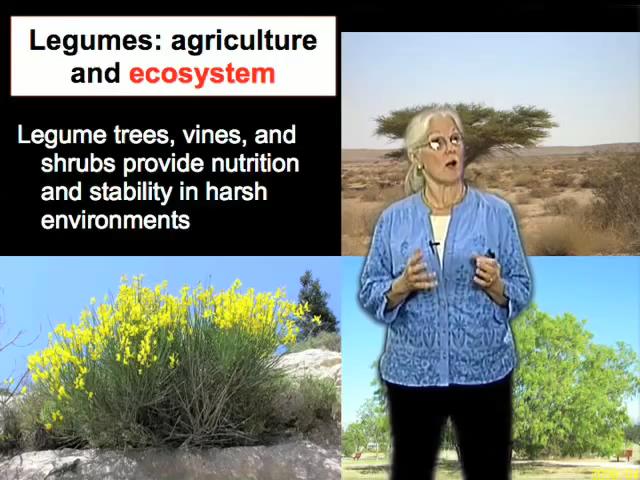 Legumes: agriculture
and ecosystem
Legume trees, vines, and
shrubs provide nutrition
and stability in harsh
environments